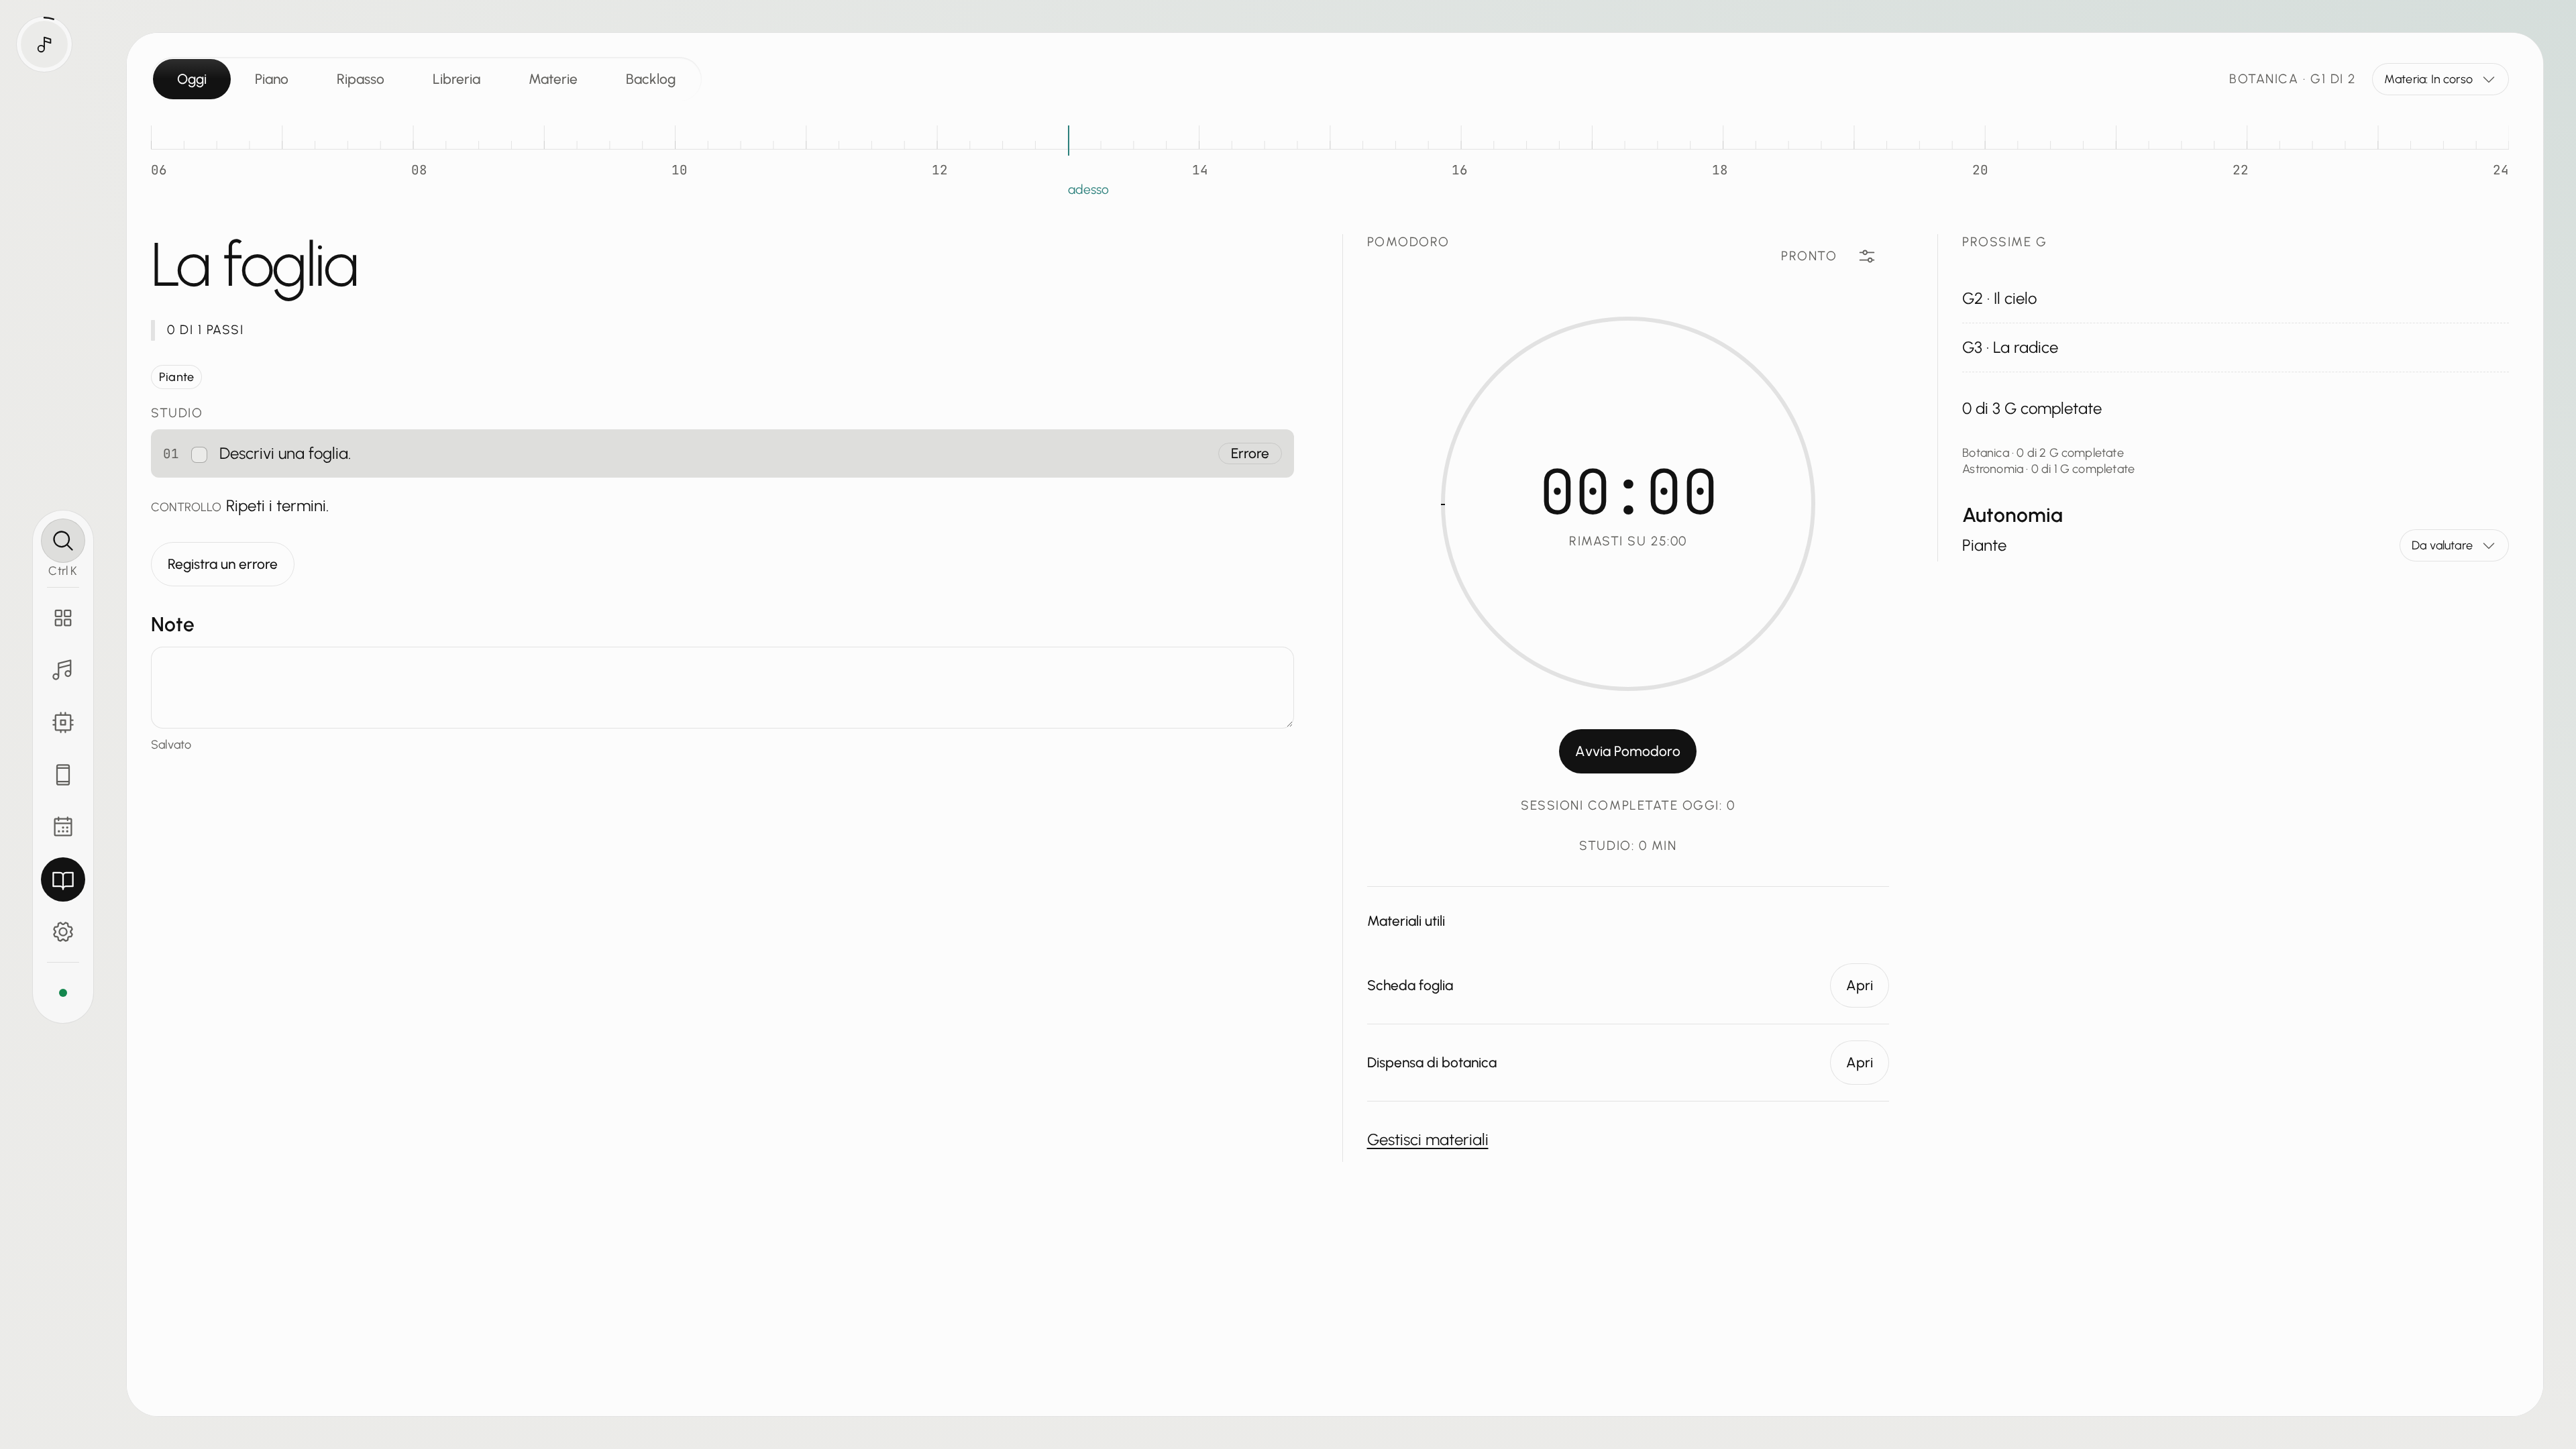 Oggi
Piano
Ripasso
Libreria
Materie
Backlog
BOTANICA · G1 DI 2
Materia: In corso
06
08
10
12
14
16
18
20
22
24
adesso
La foglia
0 DI 1 PASSI
Piante
STUDIO
01 Descrivi una foglia.
Errore
CONTROLLO Ripeti i termini.
Registra un errore
Note
Salvato
POMODORO
PRONTO
00:00
RIMASTI SU 25:00
Avvia Pomodoro
SESSIONI COMPLETATE OGGI: 0
STUDIO: 0 MIN
Materiali utili
Scheda foglia
Apri
Dispensa di botanica
Apri
Gestisci materiali
PROSSIME G
G2 · Il cielo
G3 · La radice
0 di 3 G completate
Botanica · 0 di 2 G completate
Astronomia · 0 di 1 G completate
Autonomia
Piante
Da valutare
Ctrl K